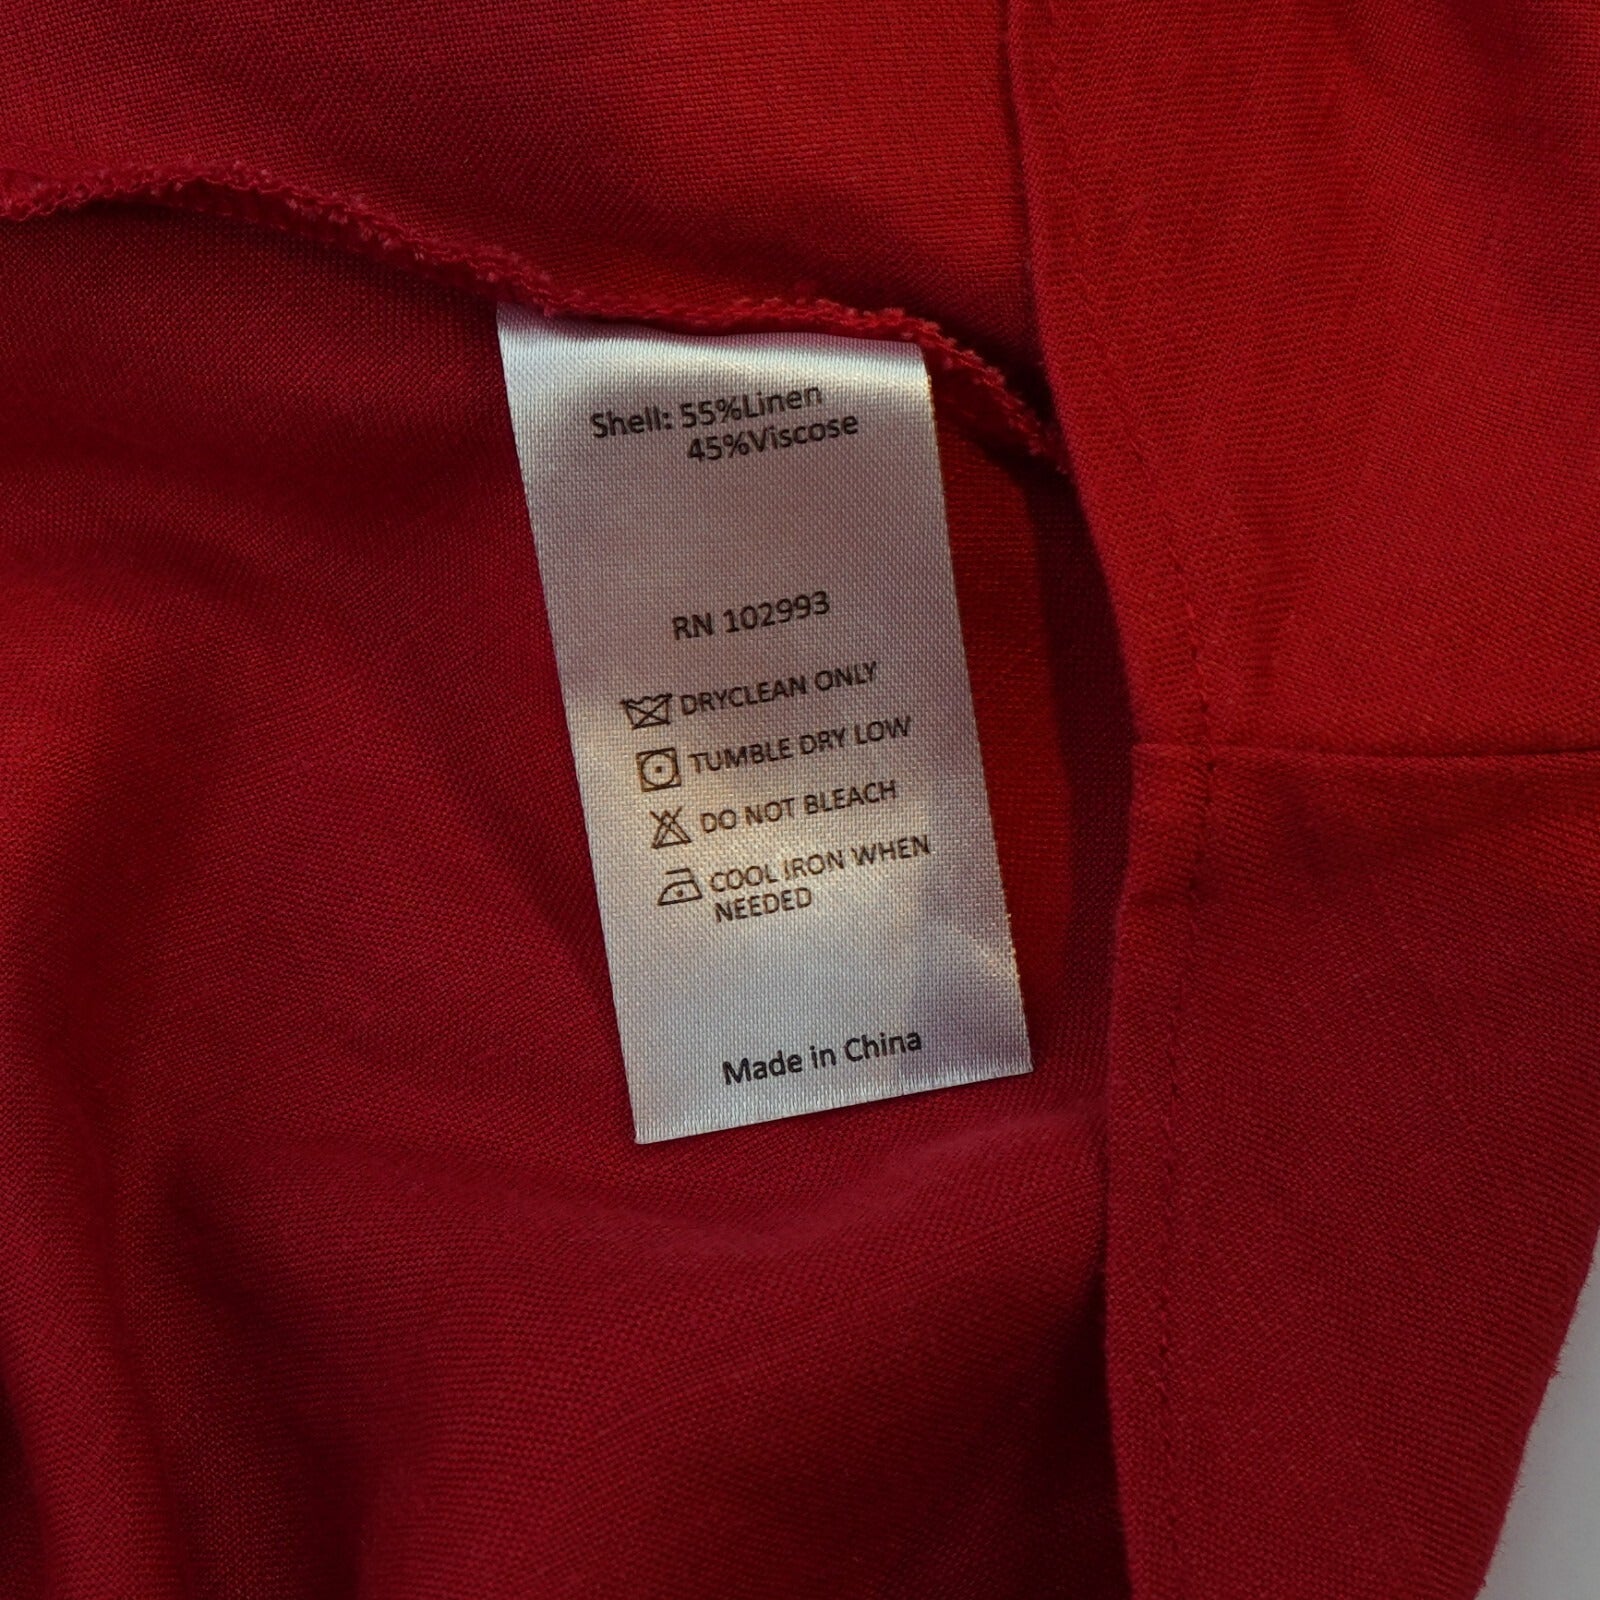 Shell: 55%Linen
45%Viscose
RN 102993
DRYCLEAN ONLY
TUMBLE DRY LOW
DO NOT BLEACH
COOL IRON WHEN
NEEDED
Made in China